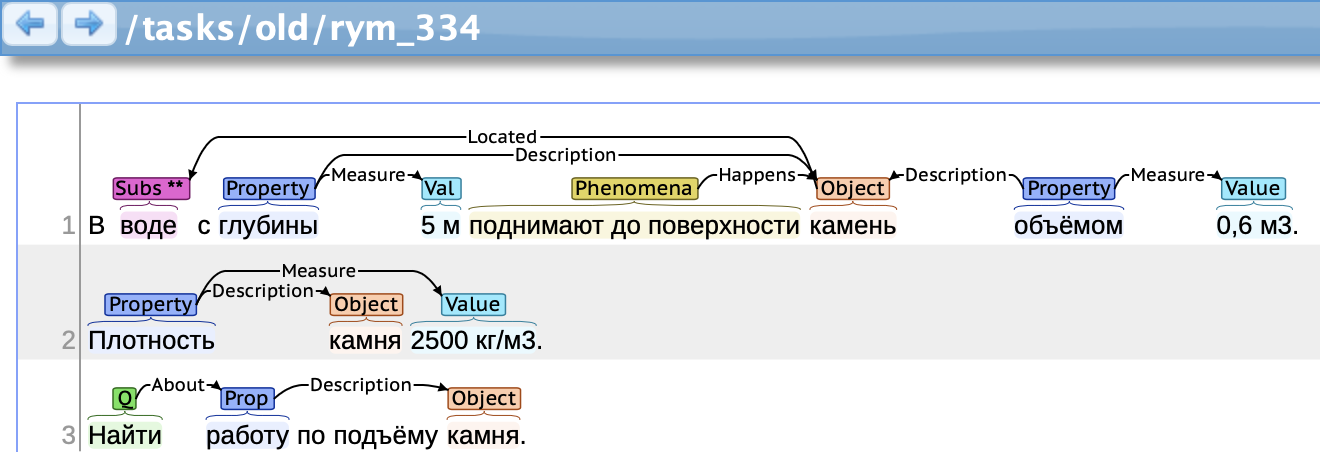 /tasks/old/rym_334
Located
Description
Measure Happens Description Measure
Subs ** Property Val Phenomena Object Property Value
1 В воде с глубины 5 м поднимают до поверхности камень объёмом 0,6 м3.
Measure
Description
Property Object Value
2 Плотность камня 2500 кг/м3.
About Description
Q Prop Object
3 Найти работу по подъёму камня.